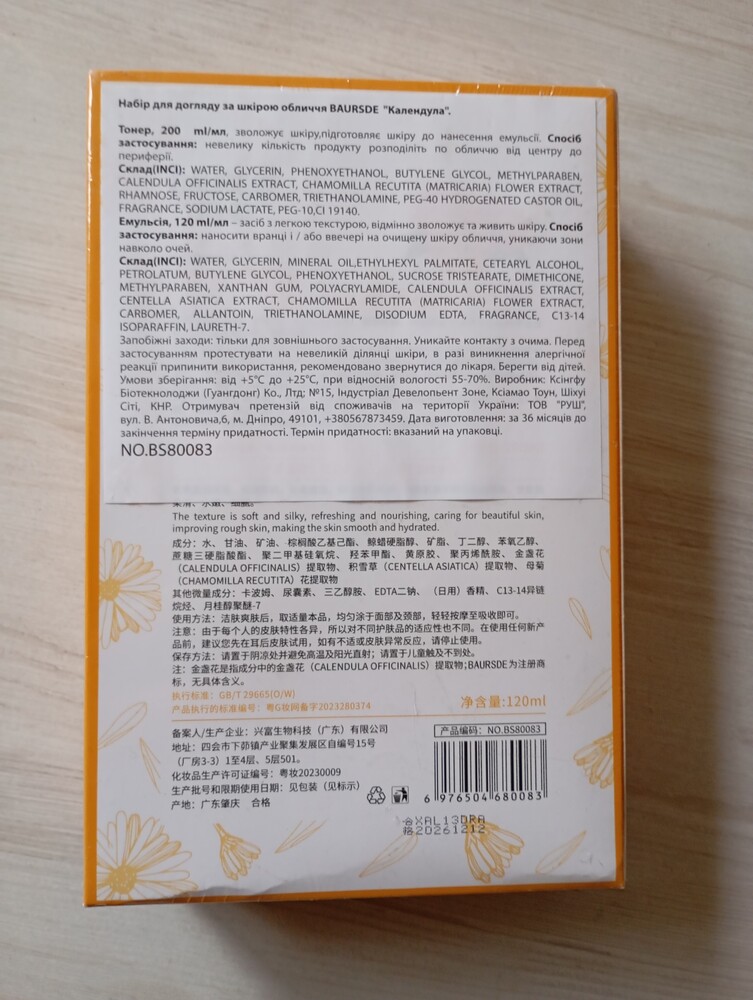 Набір для догляду за шкірою обличчя BAURSDE "Календула".
Тонер, 200 ml/мл, зволожує шкіру,підготовляє шкіру до нанесення емульсії. Спосіб
застосування: невелику кількість продукту розподіліть по обличчю від центру до
периферії.
Склад(INCI): WATER, GLYCERIN, PHENOXYETHANOL, BUTYLENE GLYCOL, METHYLPARABEN,
CALENDULA OFFICINALIS EXTRACT, CHAMOMILLA RECUTITA (MATRICARIA) FLOWER EXTRACT,
RHAMNOSE, FRUCTOSE, CARBOMER, TRIETHANOLAMINE, PEG-40 HYDROGENATED CASTOR OIL,
FRAGRANCE, SODIUM LACTATE, PEG-10,CI 19140.
Емульсія, 120 ml/мл – засіб з легкою текстурою, відмінно зволожує та живить шкіру. Спосіб
застосування: наносити вранці і / або ввечері на очищену шкіру обличчя, уникаючи зони
навколо очей.
Склад(INCI): WATER, GLYCERIN, MINERAL OIL,ETHYLHEXYL PALMITATE, CETEARYL ALCOHOL,
PETROLATUM, BUTYLENE GLYCOL, PHENOXYETHANOL, SUCROSE TRISTEARATE, DIMETHICONE,
METHYLPARABEN, XANTHAN GUM, POLYACRYLAMIDE, CALENDULA OFFICINALIS EXTRACT,
CENTELLA ASIATICA EXTRACT, CHAMOMILLA RECUTITA (MATRICARIA) FLOWER EXTRACT,
CARBOMER, ALLANTOIN, TRIETHANOLAMINE, DISODIUM EDTA, FRAGRANCE, C13-14
ISOPARAFFIN, LAURETH-7.
Запобіжні заходи: тільки для зовнішнього застосування. Уникайте контакту з очима. Перед
застосуванням протестувати на невеликій ділянці шкіри, в разі виникнення алергічної
реакції припинити використання, рекомендовано звернутися до лікаря. Берегти від дітей.
Умови зберігання: від +5°C до +25°C, при відносній вологості 55-70%. Виробник: Ксінгфу
Біотекнолоджи (Гуангдонг) Ко., Лтд; №15, Індустріал Девелопьент Зоне, Ксіамао Тоун, Шіхуі
Сіті, КНР. Отримувач претензій від споживачів на території України: ТОВ "РУШ",
вул. В. Антоновича,6, м. Дніпро, 49101, +380567873459. Дата виготовлення: за 36 місяців до
закінчення терміну придатності. Термін придатності: вказаний на упаковці.
NO.BS80083
The texture is soft and silky, refreshing and nourishing, caring for beautiful skin,
improving rough skin, making the skin smooth and hydrated.
成分：水、 甘油、 矿油、 棕榈酸乙基己酯、 鲸蜡硬脂醇、 矿脂、 丁二醇、 苯氧乙醇、
蔗糖三硬脂酸酯、 聚二甲基硅氧烷、 羟苯甲酯、 黄原胶、 聚丙烯酰胺、 金盏花
（CALENDULA OFFICINALIS）提取物、 积雪草（CENTELLA ASIATICA）提取物、 母菊
（CHAMOMILLA RECUTITA）花提取物
其他微量成分：卡波姆、 尿囊素、 三乙醇胺、 EDTA二钠、（日用）香精、 C13-14异链
烷烃、 月桂醇聚醚-7
使用方法：洁肤爽肤后，取适量本品，均匀涂于面部及颈部，轻轻按摩至吸收即可。
注意：由于每个人的皮肤特性各异，所以对不同护肤品的适应性也不同。在使用任何新产
品前，建议您先在耳后皮肤试用，如有不适或皮肤异常反应，请停止使用。
保存方法：请置于阴凉处并避免高温及阳光直射；请置于儿童触及不到处。
注：金盏花是指成分中的金盏花（CALENDULA OFFICINALIS）提取物;BAURSDE为注册商
标，无具体含义。
执行标准：GB/T 29665(O/W)
产品执行的标准编号：粤G妆网备字2023280374
净含量:120ml
备案人/生产企业：兴富生物科技（广东）有限公司
地址：四会市下茆镇产业聚集发展区自编号15号
（厂房3-3）1至4层、5层501。
化妆品生产许可证编号：粤妆20230009
生产批号和限期使用日期：见包装（见标示）
产地：广东肇庆 合格
产品编码：NO.BS80083
6 976504 680083
合XAL13DRA
格20261212